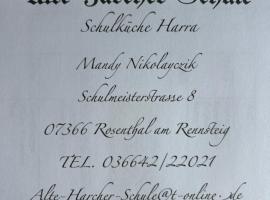 Schulküche Harra
Mandy Nikolayczik
Schulmeisterstrasse 8
07366 Rosenthal am Rennsteig
TEL. 036642/22021
Alte-Harcher-Schule@t-online.de